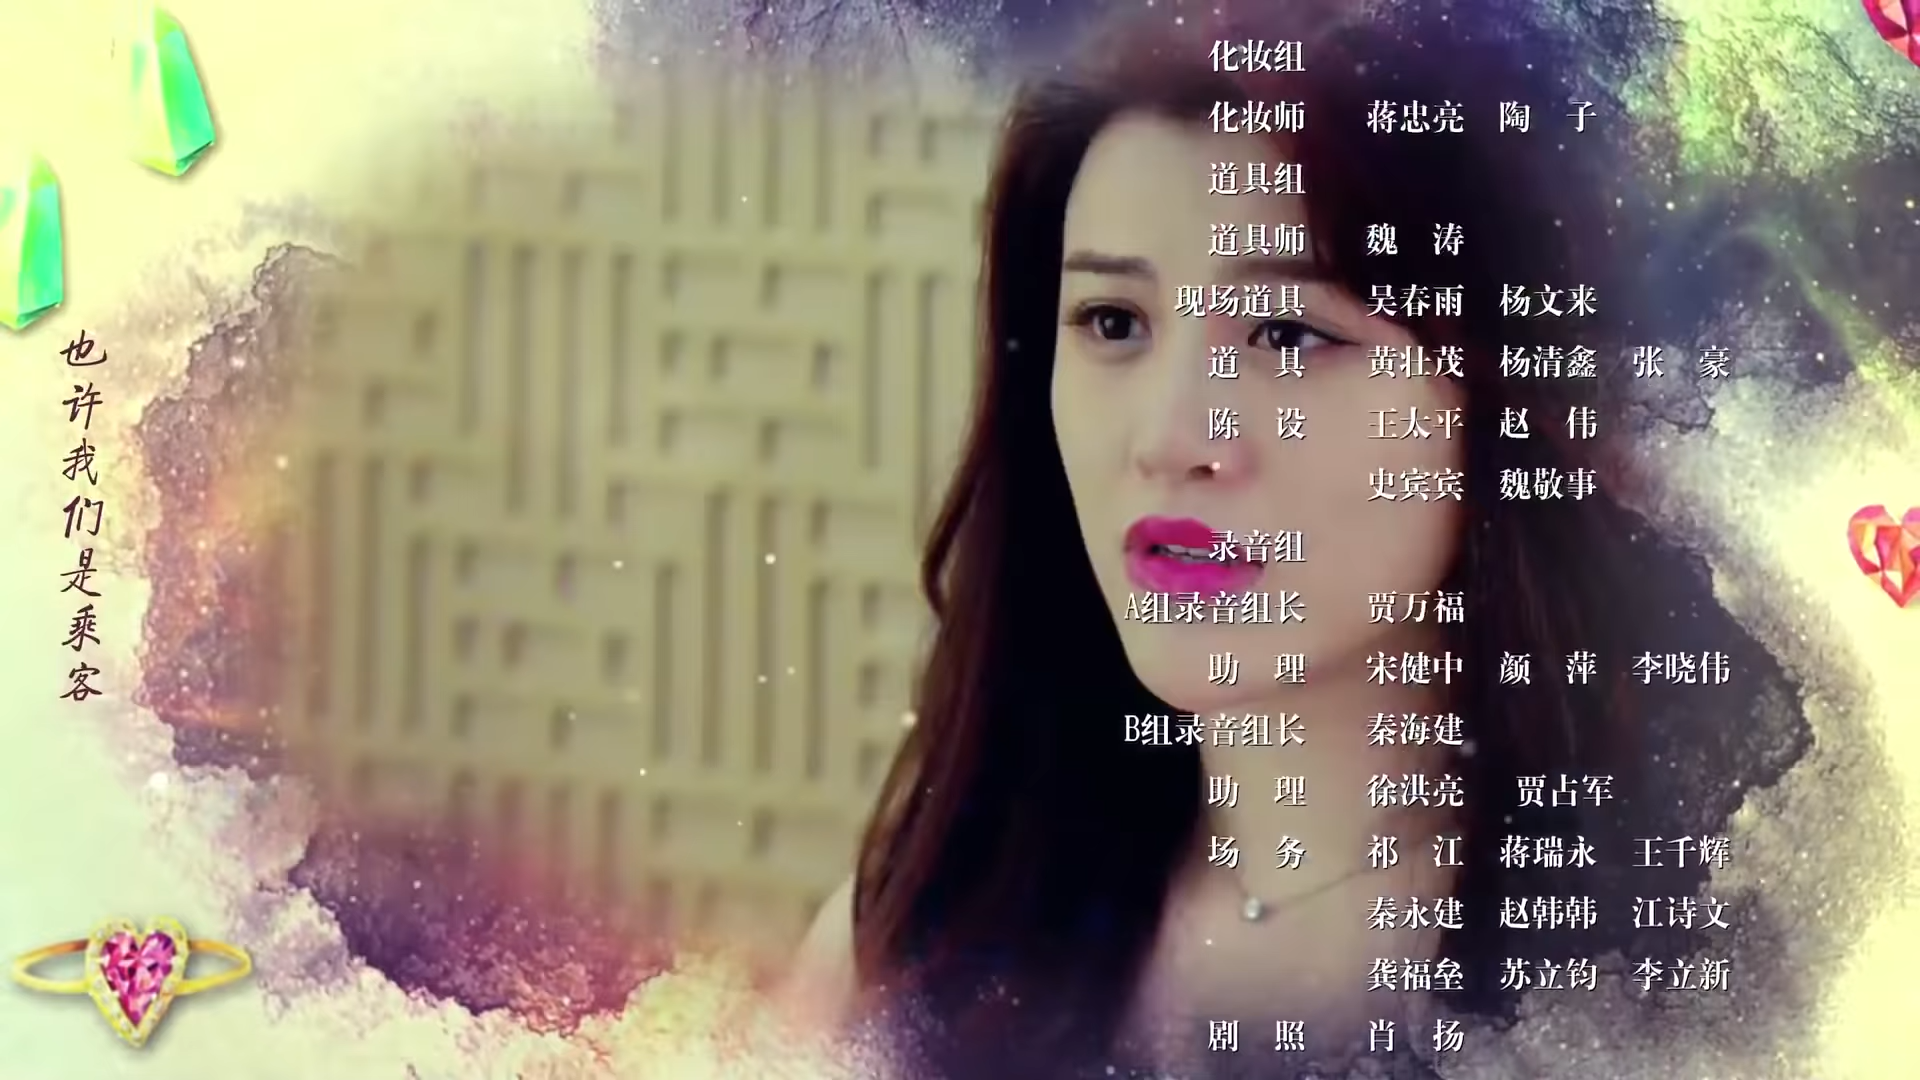 也许我们是乘客
化妆组
化妆师 蒋忠亮 陶 子
道具组
道具师 魏 涛
现场道具 吴春雨 杨文来
道 具 黄壮茂 杨清鑫 张 豪
陈 设 王太平 赵 伟
史宾宾 魏敬事
录音组
A组录音组长 贾万福
助 理 宋健中 颜 萍 李晓伟
B组录音组长 秦海建
助 理 徐洪亮 贾占军
场 务 祁 江 蒋瑞永 王千辉
秦永建 赵韩韩 江诗文
龚福垒 苏立钧 李立新
剧 照 肖 扬